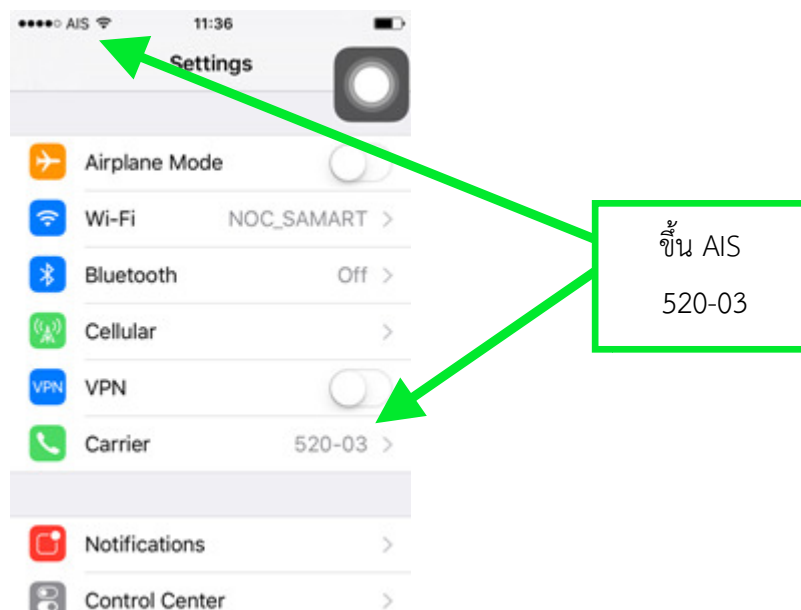 AIS 11:36
Settings
Airplane Mode
Wi-Fi NOC_SAMART
Bluetooth Off
Cellular
VPN VPN
Carrier 520-03
Notifications
Control Center
ขึ้น AIS
520-03